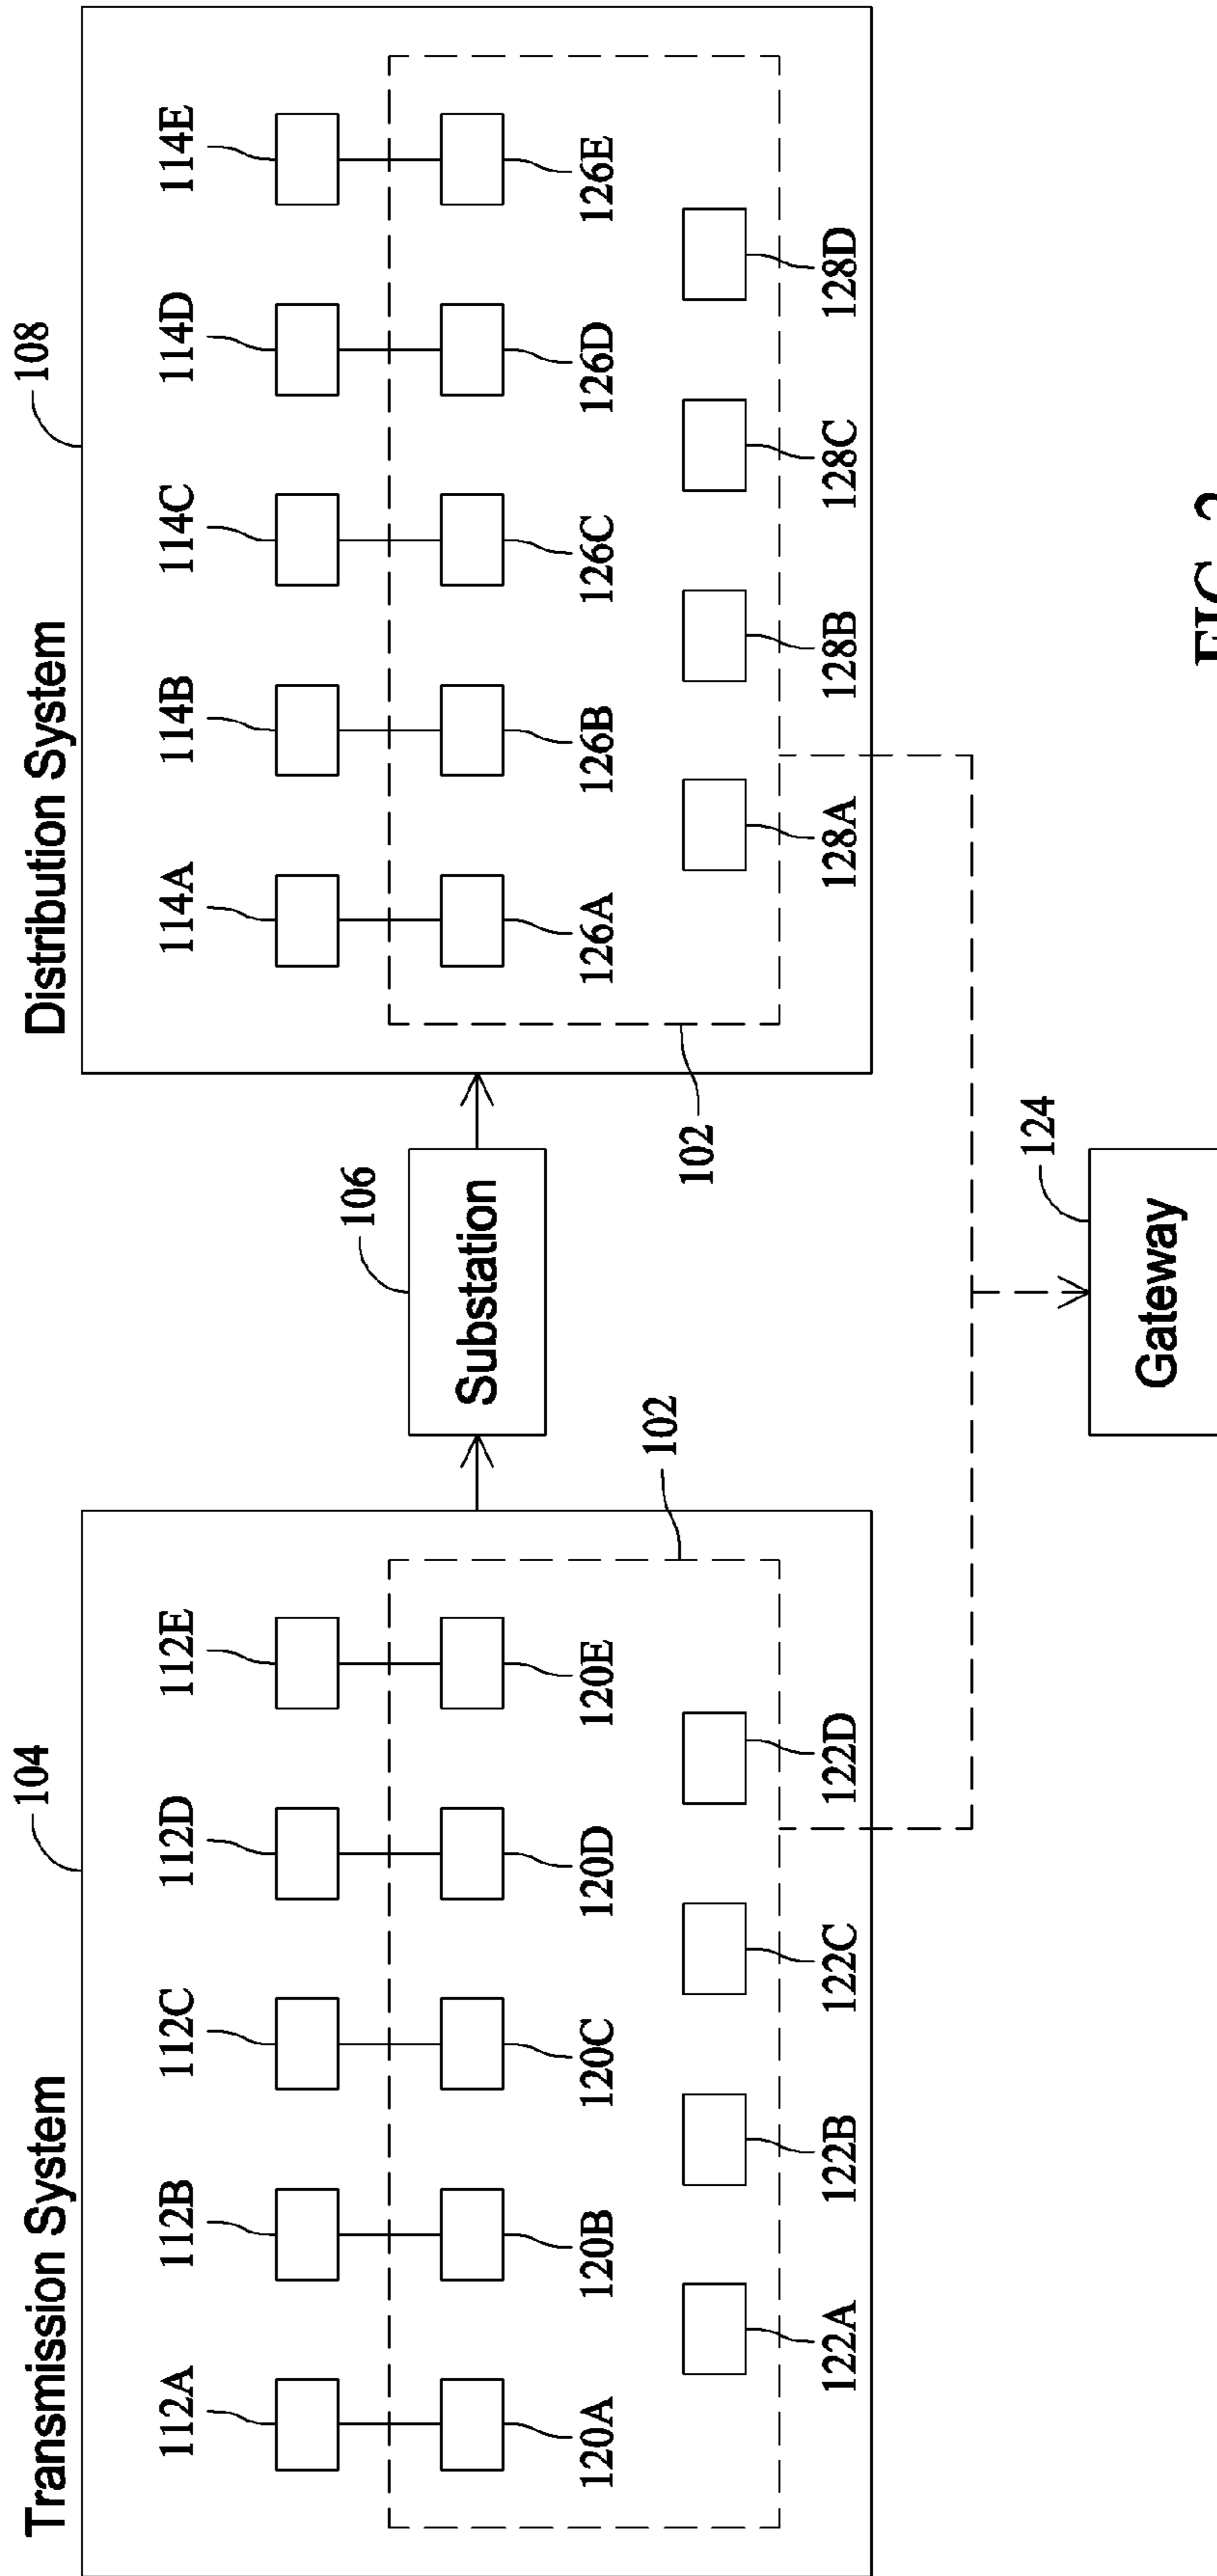 Transmission System
104
112A
112B
112C
112D
112E
120A
120B
120C
120D
120E
122A
122B
122C
122D
102
106
Substation
Distribution System
108
114A
114B
114C
114D
114E
126A
126B
126C
126D
126E
128A
128B
128C
128D
102
124
Gateway